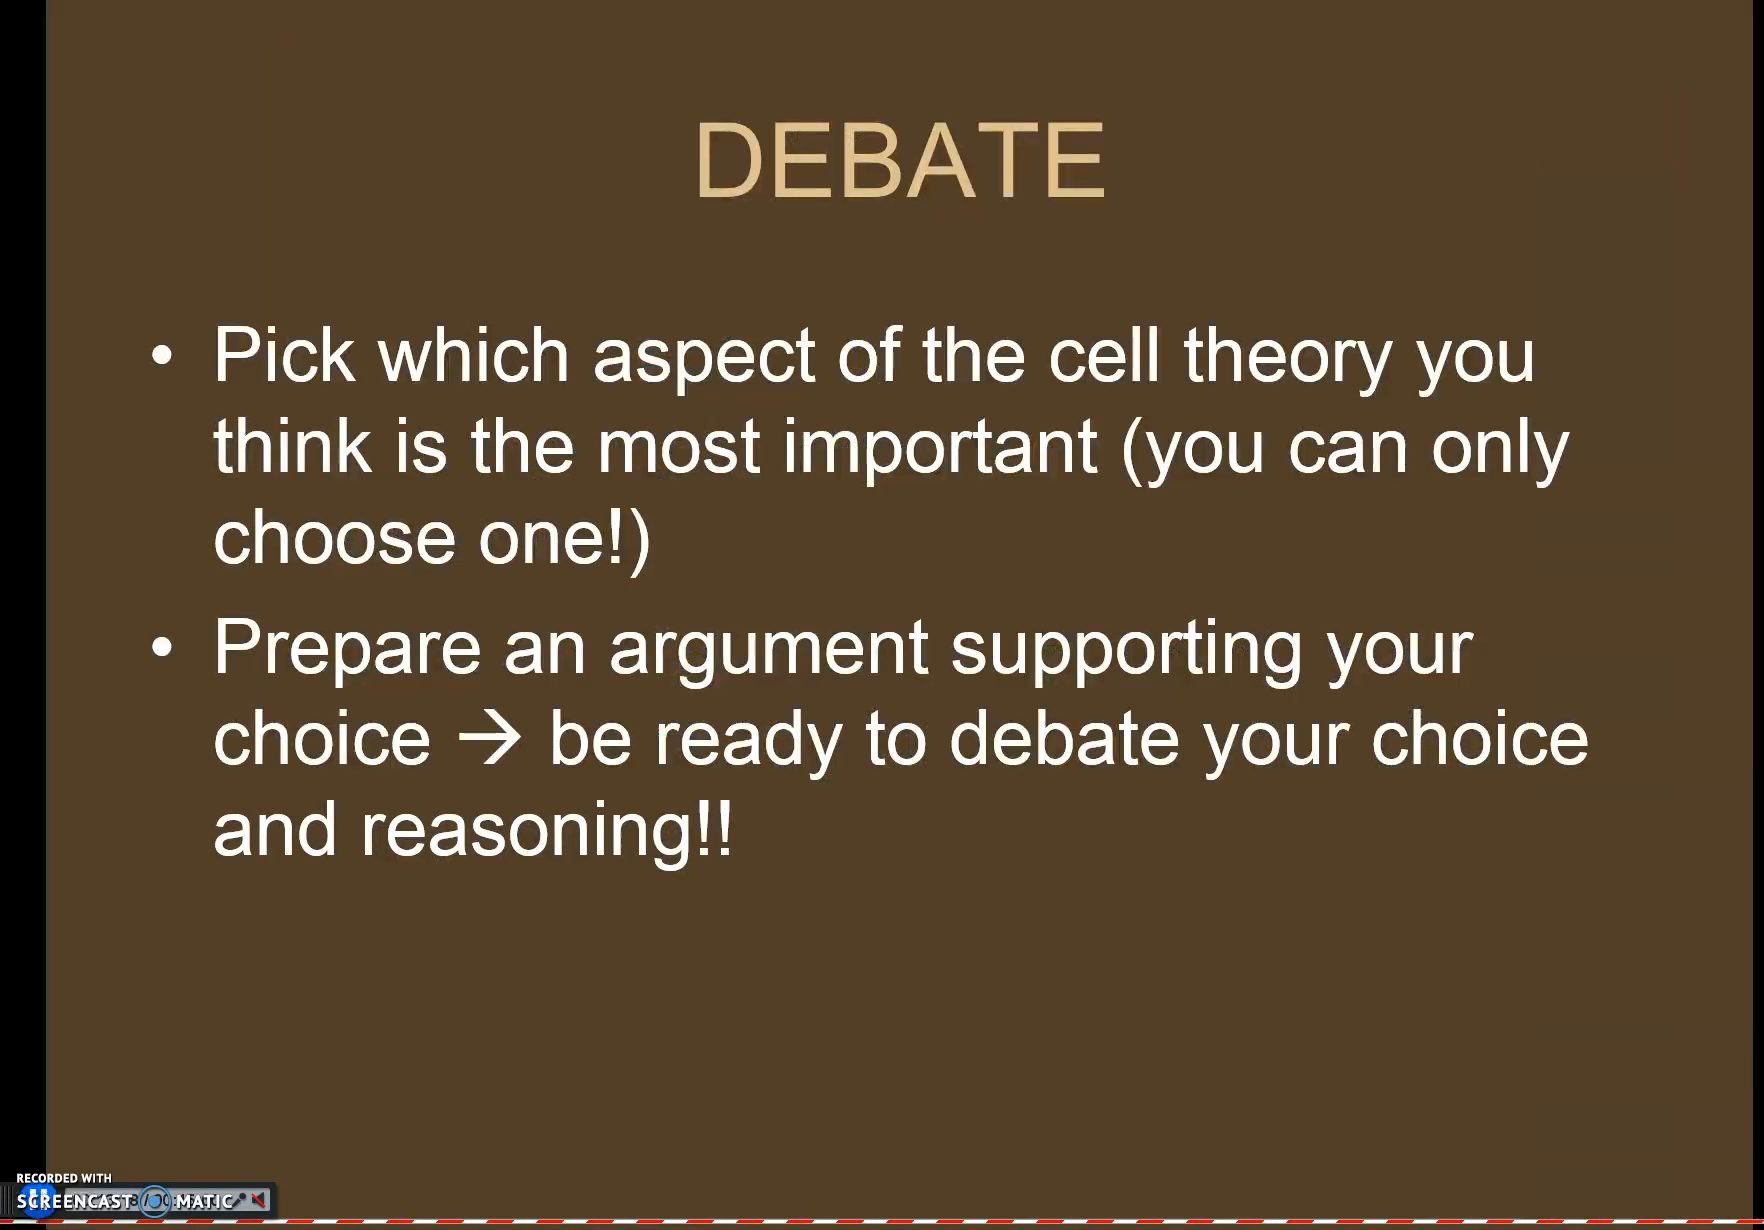 DEBATE
• Pick which aspect of the cell theory you
think is the most important (you can only
choose one!)
• Prepare an argument supporting your
choice → be ready to debate your choice
and reasoning!!
RECORDED WITH
SCREENCAST MATIC